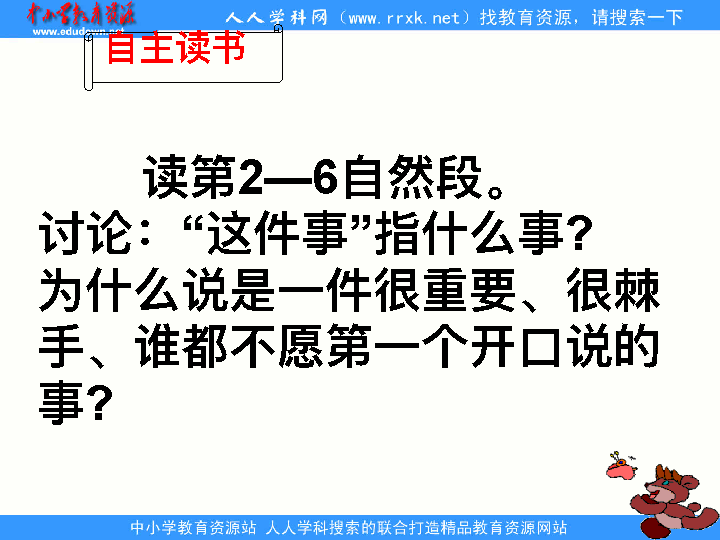 中小学教育资源
www.edudown.net
人人学科网（www.rrxk.net）找教育资源，请搜索一下
自主读书
读第2—6自然段。
讨论：“这件事”指什么事?
为什么说是一件很重要、很棘
手、谁都不愿第一个开口说的
事?
中小学教育资源站 人人学科搜索的联合打造精品教育资源网站